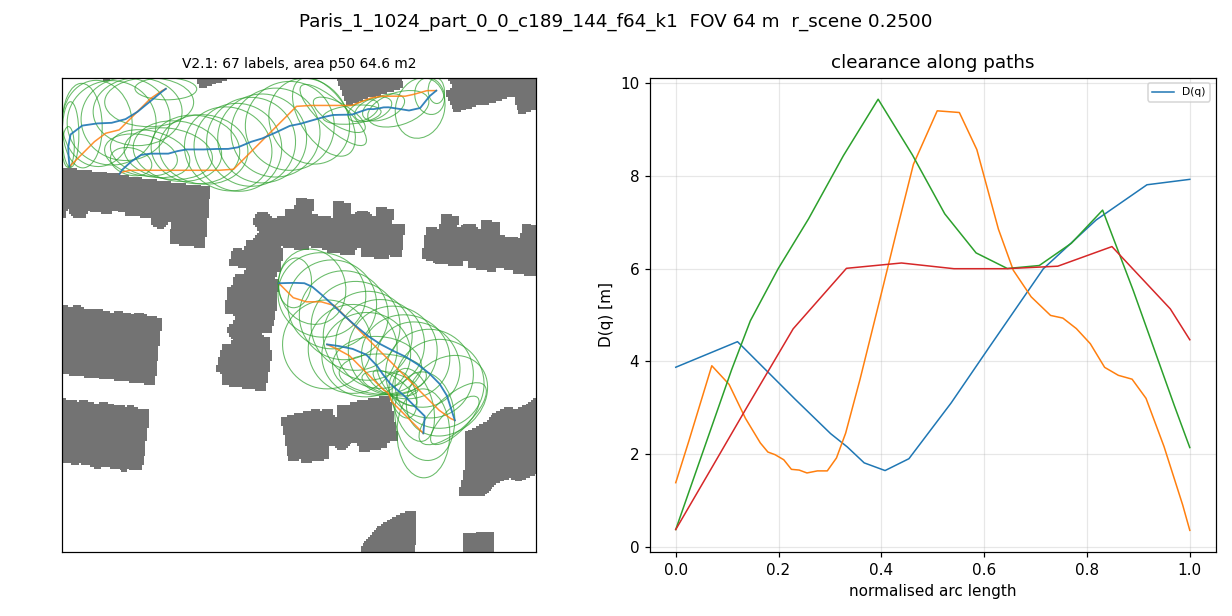 Paris_1_1024_part_0_0_c189_144_f64_k1  FOV 64 m  r_scene 0.2500
V2.1: 67 labels, area p50 64.6 m2
clearance along paths
D(q)
10
8
6
4
2
0
D(q) [m]
0.0 0.2 0.4 0.6 0.8 1.0
normalised arc length